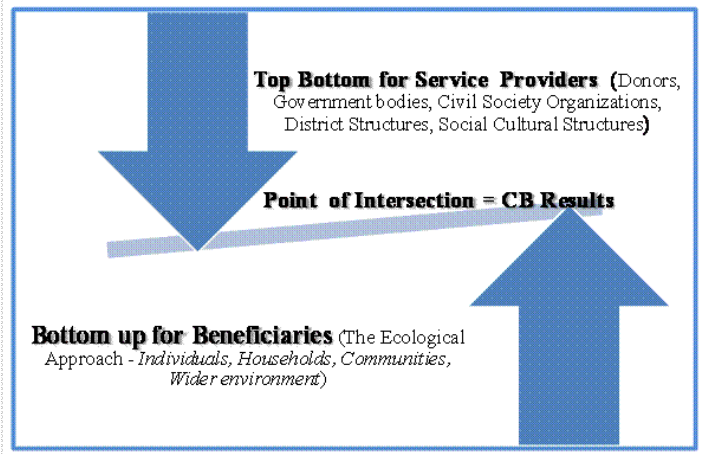 Top Bottom for Service Providers (Donors,
Government bodies, Civil Society Organizations,
District Structures, Social Cultural Structures)
Point of Intersection = CB Results
Bottom up for Beneficiaries (The Ecological
Approach - Individuals, Households, Communities,
Wider environment)